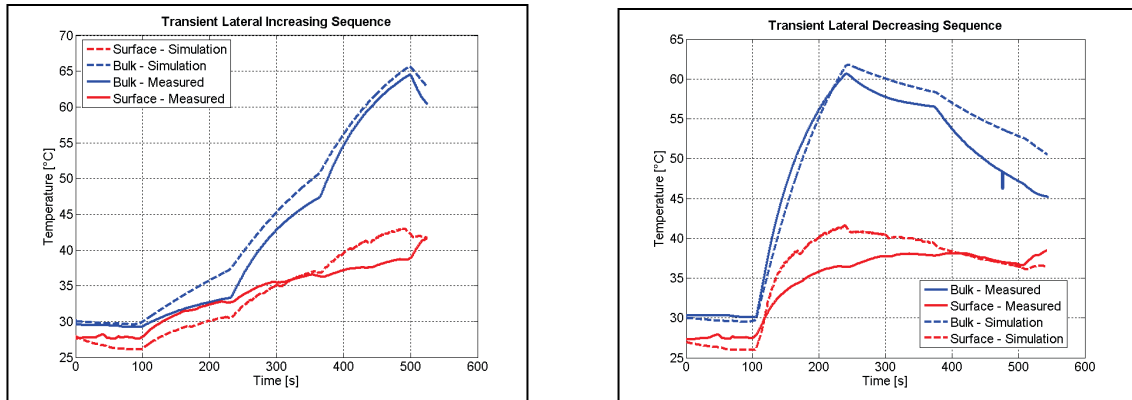 Transient Lateral Increasing Sequence
70
65
60
55
50
45
40
35
30
25
Temperature [°C]
Surface - Simulation
Bulk - Simulation
Bulk - Measured
Surface - Measured
0 100 200 300 400 500 600
Time [s]
Transient Lateral Decreasing Sequence
65
60
55
50
45
40
35
30
25
Temperature [°C]
Bulk - Measured
Surface - Measured
Bulk - Simulation
Surface - Simulation
0 100 200 300 400 500 600
Time [s]